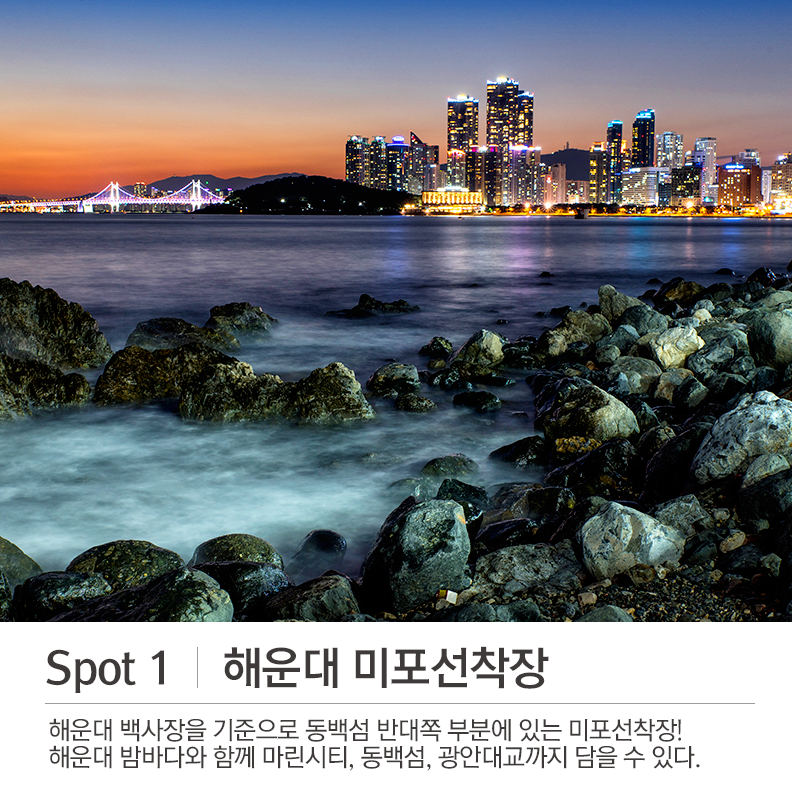 Spot 1 | 해운대 미포선착장
해운대 백사장을 기준으로 동백섬 반대쪽 부분에 있는 미포선착장!
해운대 밤바다와 함께 마린시티, 동백섬, 광안대교까지 담을 수 있다.